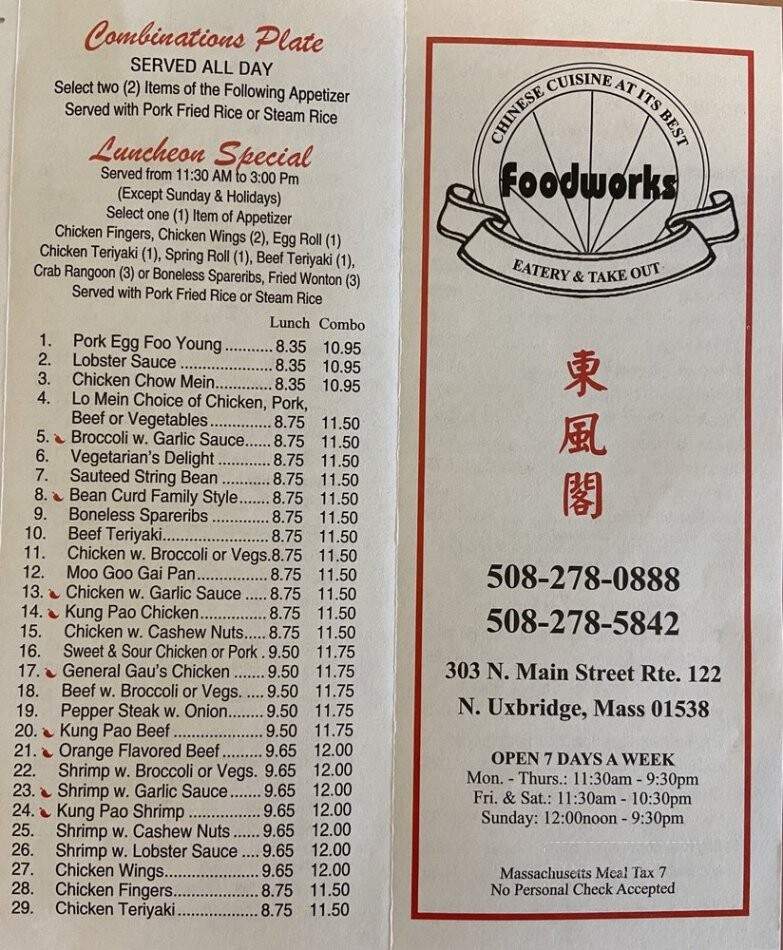 Combinations Plate
SERVED ALL DAY
Select two (2) Items of the Following Appetizer
Served with Pork Fried Rice or Steam Rice
Luncheon Special
Served from 11:30 AM to 3:00 Pm
(Except Sunday & Holidays)
Select one (1) Item of Appetizer
Chicken Fingers, Chicken Wings (2), Egg Roll (1)
Chicken Teriyaki (1), Spring Roll (1), Beef Teriyaki (1),
Crab Rangoon (3) or Boneless Spareribs, Fried Wonton (3)
Served with Pork Fried Rice or Steam Rice
Lunch Combo
1. Pork Egg Foo Young ........... 8.35 10.95
2. Lobster Sauce ..................... 8.35 10.95
3. Chicken Chow Mein............. 8.35 10.95
4. Lo Mein Choice of Chicken, Pork,
Beef or Vegetables.............. 8.75 11.50
5. Broccoli w. Garlic Sauce...... 8.75 11.50
6. Vegetarian's Delight ............ 8.75 11.50
7. Sauteed String Bean ........... 8.75 11.50
8. Bean Curd Family Style....... 8.75 11.50
9. Boneless Spareribs ............. 8.75 11.50
10. Beef Teriyaki........................ 8.75 11.50
11. Chicken w. Broccoli or Vegs.8.75 11.50
12. Moo Goo Gai Pan................ 8.75 11.50
13. Chicken w. Garlic Sauce ..... 8.75 11.50
14. Kung Pao Chicken............... 8.75 11.50
15. Chicken w. Cashew Nuts..... 8.75 11.50
16. Sweet & Sour Chicken or Pork . 9.50 11.75
17. General Gau's Chicken ....... 9.50 11.75
18. Beef w. Broccoli or Vegs. .... 9.50 11.75
19. Pepper Steak w. Onion........ 9.50 11.75
20. Kung Pao Beef .................... 9.50 11.75
21. Orange Flavored Beef ......... 9.65 12.00
22. Shrimp w. Broccoli or Vegs. 9.65 12.00
23. Shrimp w. Garlic Sauce ....... 9.65 12.00
24. Kung Pao Shrimp ................ 9.65 12.00
25. Shrimp w. Cashew Nuts ...... 9.65 12.00
26. Shrimp w. Lobster Sauce .... 9.65 12.00
27. Chicken Wings..................... 9.65 12.00
28. Chicken Fingers................... 8.75 11.50
29. Chicken Teriyaki.................. 8.75 11.50
CHINESE CUISINE AT ITS BEST
foodworks
EATERY & TAKE OUT
東
風
閣
508-278-0888
508-278-5842
303 N. Main Street Rte. 122
N. Uxbridge, Mass 01538
OPEN 7 DAYS A WEEK
Mon. - Thurs.: 11:30am - 9:30pm
Fri. & Sat.: 11:30am - 10:30pm
Sunday: 12:00noon - 9:30pm
Massachusetts Meal Tax 7
No Personal Check Accepted